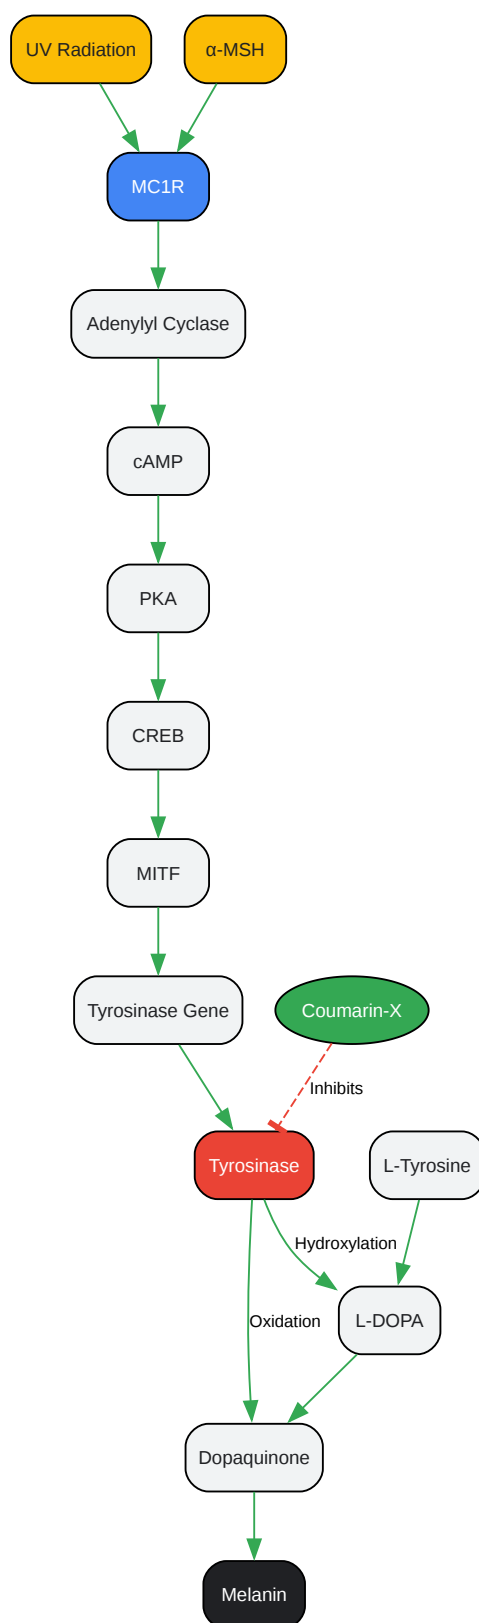 UV Radiation
α-MSH
MC1R
Adenylyl Cyclase
cAMP
PKA
CREB
MITF
Tyrosinase Gene
Coumarin-X
Inhibits
Tyrosinase
L-Tyrosine
Hydroxylation
Oxidation
L-DOPA
Dopaquinone
Melanin